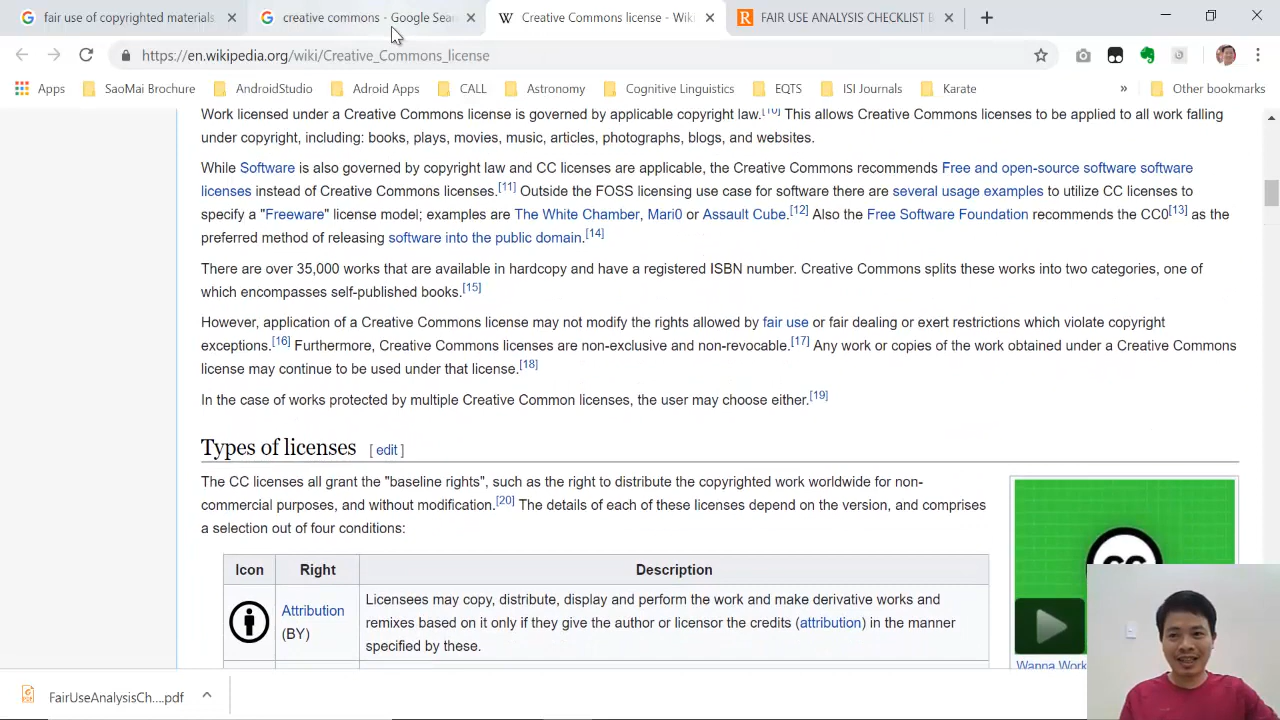 fair use of copyrighted materials
creative commons - Google Sear
Creative Commons license - Wiki
FAIR USE ANALYSIS CHECKLIST B
https://en.wikipedia.org/wiki/Creative_Commons_license
Apps
SaoMai Brochure
AndroidStudio
Adroid Apps
CALL
Astronomy
Cognitive Linguistics
EQTS
ISI Journals
Karate
»
Other bookmarks
Work licensed under a Creative Commons license is governed by applicable copyright law.[10] This allows Creative Commons licenses to be applied to all work falling
under copyright, including: books, plays, movies, music, articles, photographs, blogs, and websites.
While Software is also governed by copyright law and CC licenses are applicable, the Creative Commons recommends Free and open-source software software
licenses instead of Creative Commons licenses.[11] Outside the FOSS licensing use case for software there are several usage examples to utilize CC licenses to
specify a "Freeware" license model; examples are The White Chamber, Mari0 or Assault Cube.[12] Also the Free Software Foundation recommends the CC0[13] as the
preferred method of releasing software into the public domain.[14]
There are over 35,000 works that are available in hardcopy and have a registered ISBN number. Creative Commons splits these works into two categories, one of
which encompasses self-published books.[15]
However, application of a Creative Commons license may not modify the rights allowed by fair use or fair dealing or exert restrictions which violate copyright
exceptions.[16] Furthermore, Creative Commons licenses are non-exclusive and non-revocable.[17] Any work or copies of the work obtained under a Creative Commons
license may continue to be used under that license.[18]
In the case of works protected by multiple Creative Common licenses, the user may choose either.[19]
Types of licenses [ edit ]
The CC licenses all grant the "baseline rights", such as the right to distribute the copyrighted work worldwide for non-
commercial purposes, and without modification.[20] The details of each of these licenses depend on the version, and comprises
a selection out of four conditions:
Icon Right Description
Attribution
(BY)
Licensees may copy, distribute, display and perform the work and make derivative works and
remixes based on it only if they give the author or licensor the credits (attribution) in the manner
specified by these.
Wanna Work
FairUseAnalysisCh....pdf